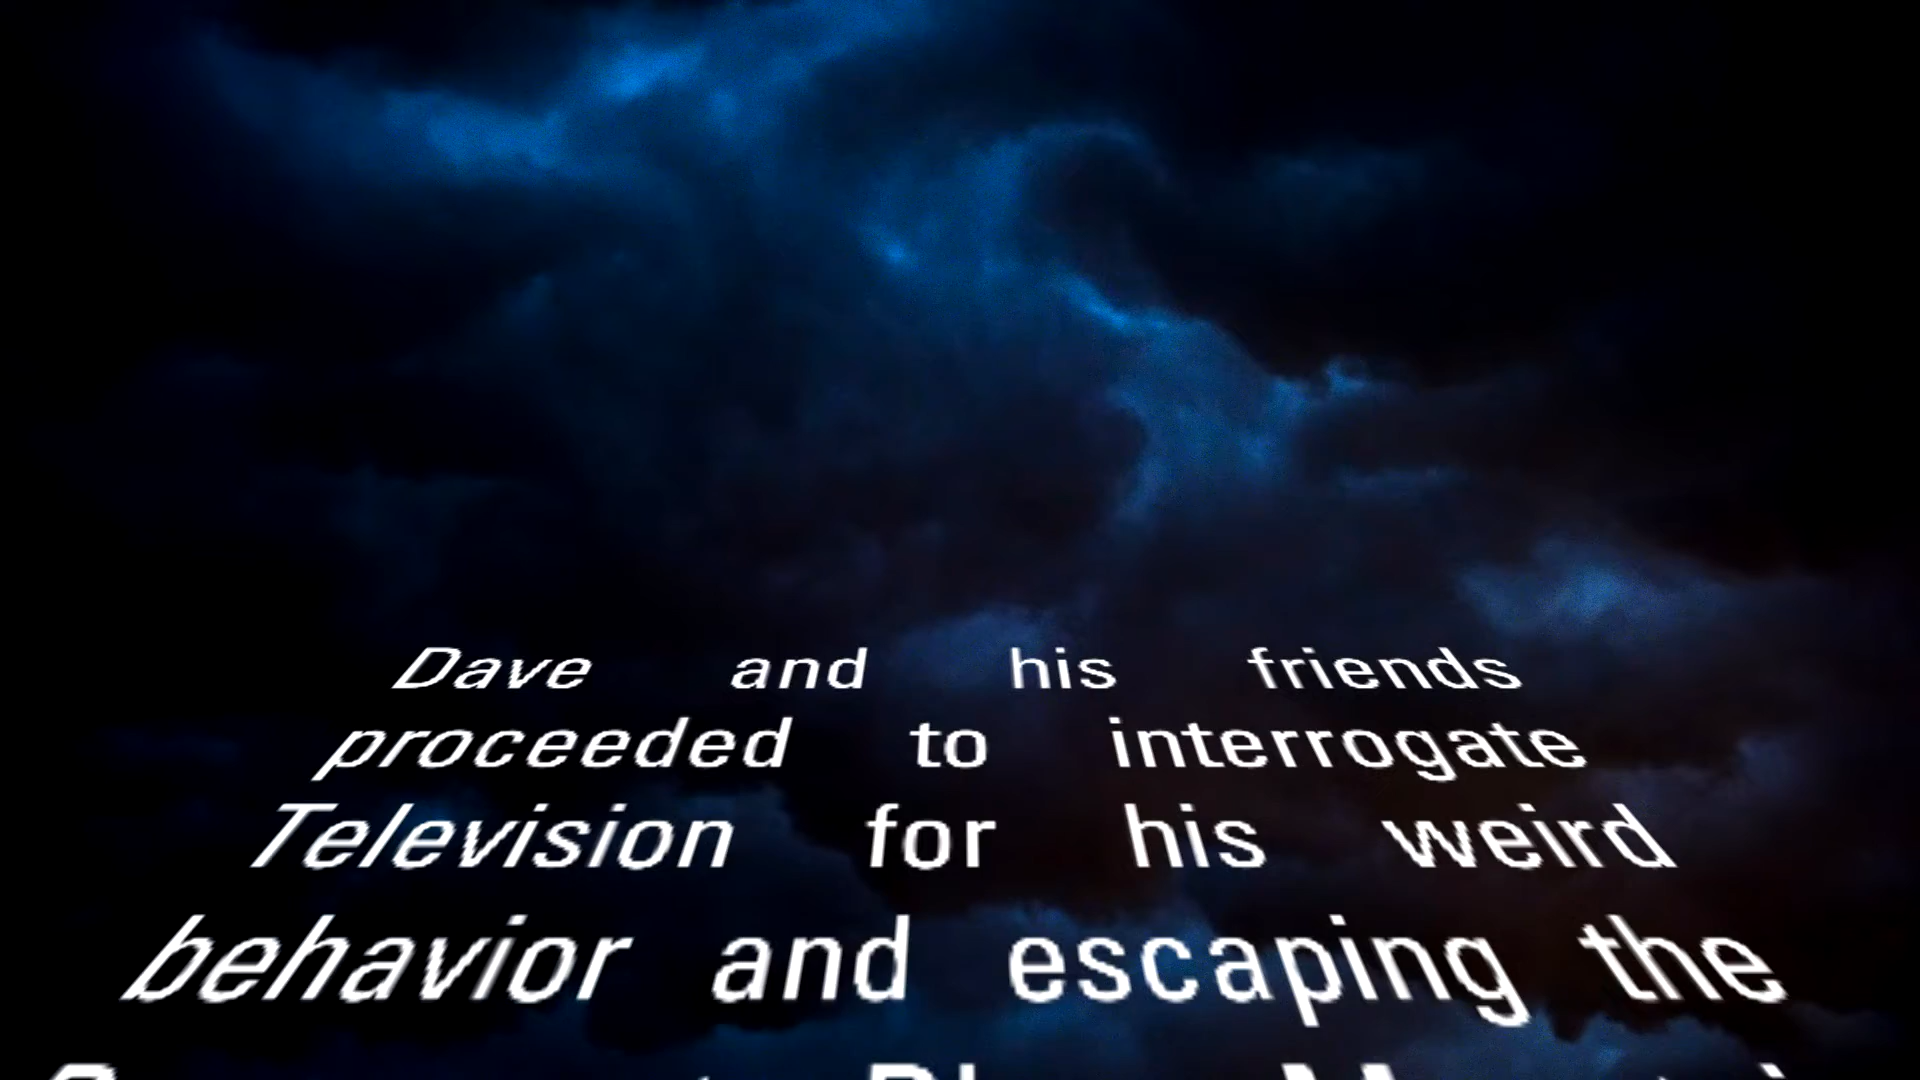 Dave and his friends
proceeded to interrogate
Television for his weird
behavior and escaping the